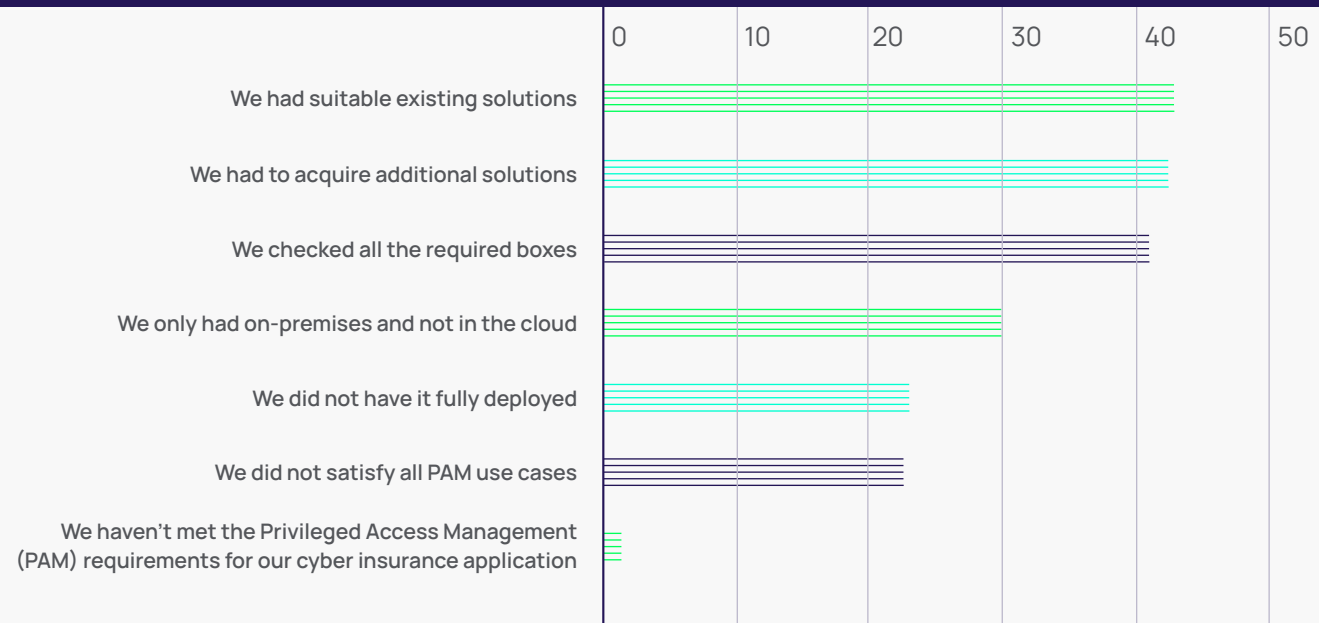 0 10 20 30 40 50
We had suitable existing solutions
We had to acquire additional solutions
We checked all the required boxes
We only had on-premises and not in the cloud
We did not have it fully deployed
We did not satisfy all PAM use cases
We haven’t met the Privileged Access Management
(PAM) requirements for our cyber insurance application